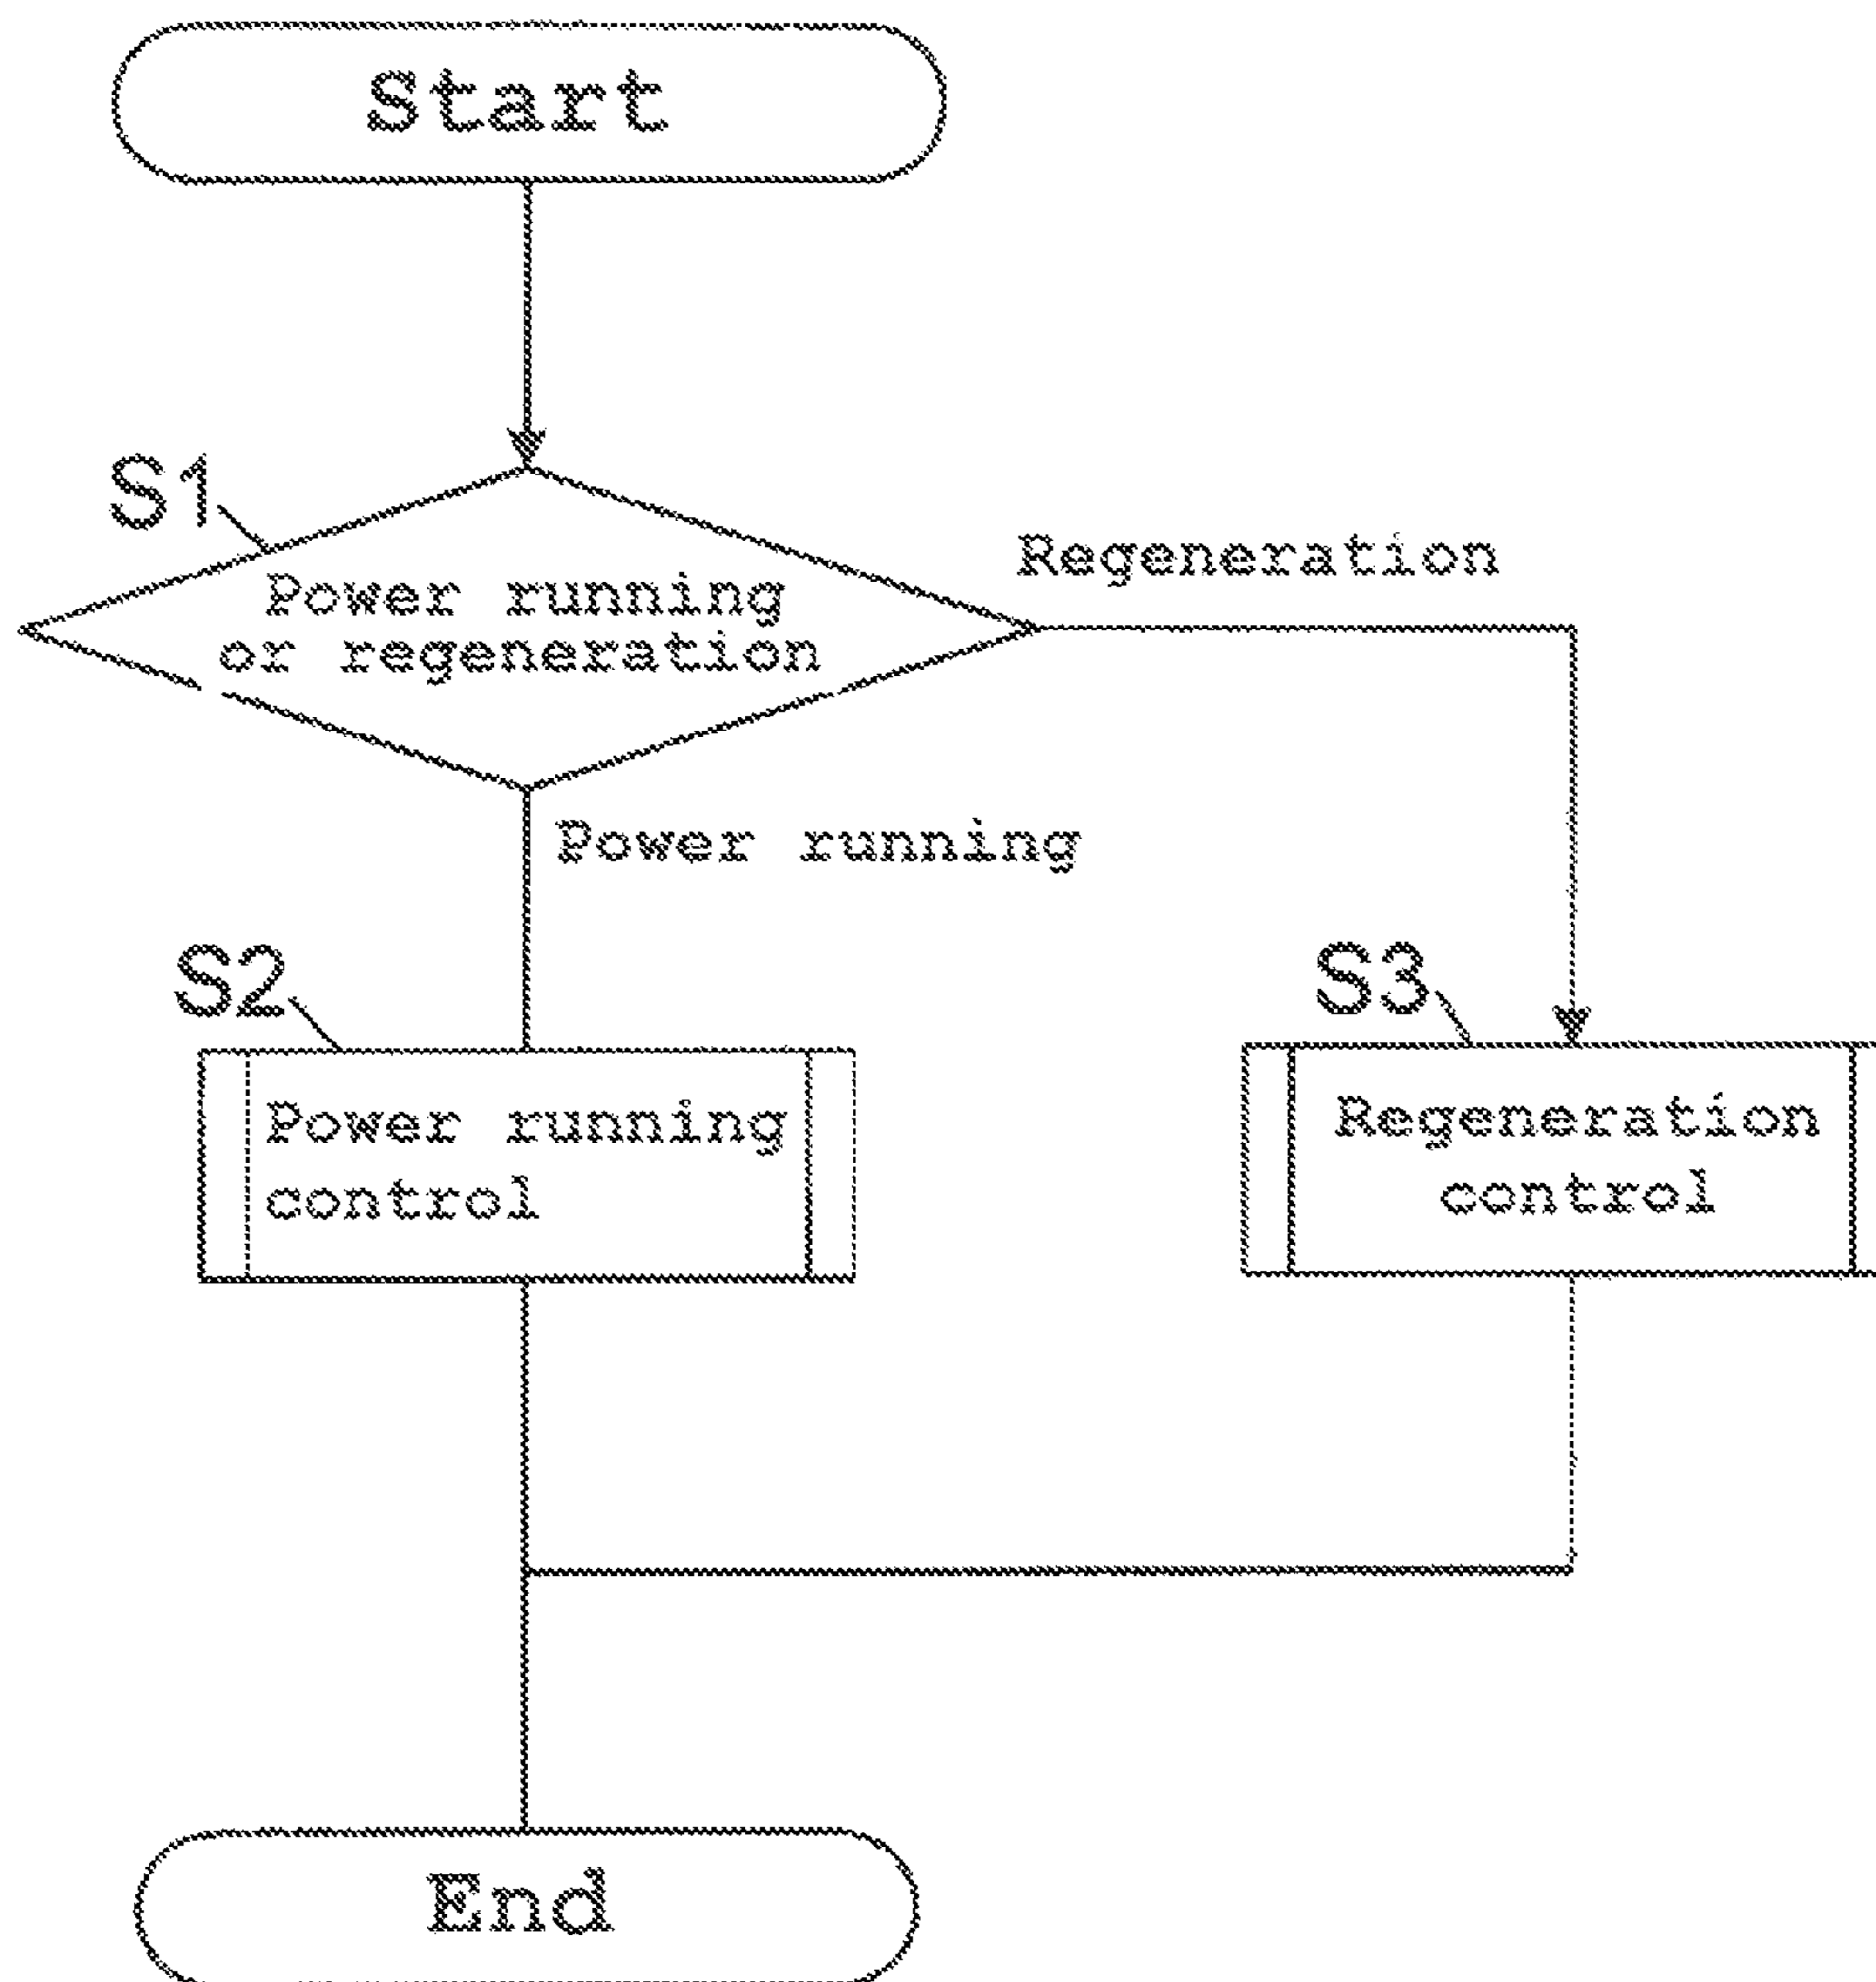 Start
S1
Power running
or regeneration
Regeneration
Power running
S2
Power running
control
S3
Regeneration
control
End